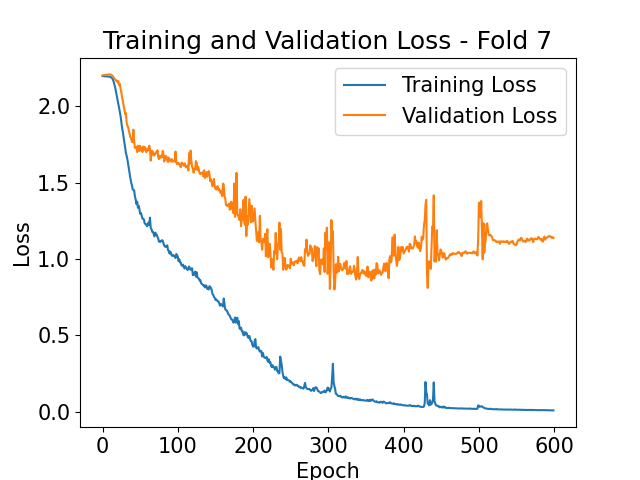 Training and Validation Loss - Fold 7
Training Loss
Validation Loss
Loss
2.0
1.5
1.0
0.5
0.0
0 100 200 300 400 500 600
Epoch